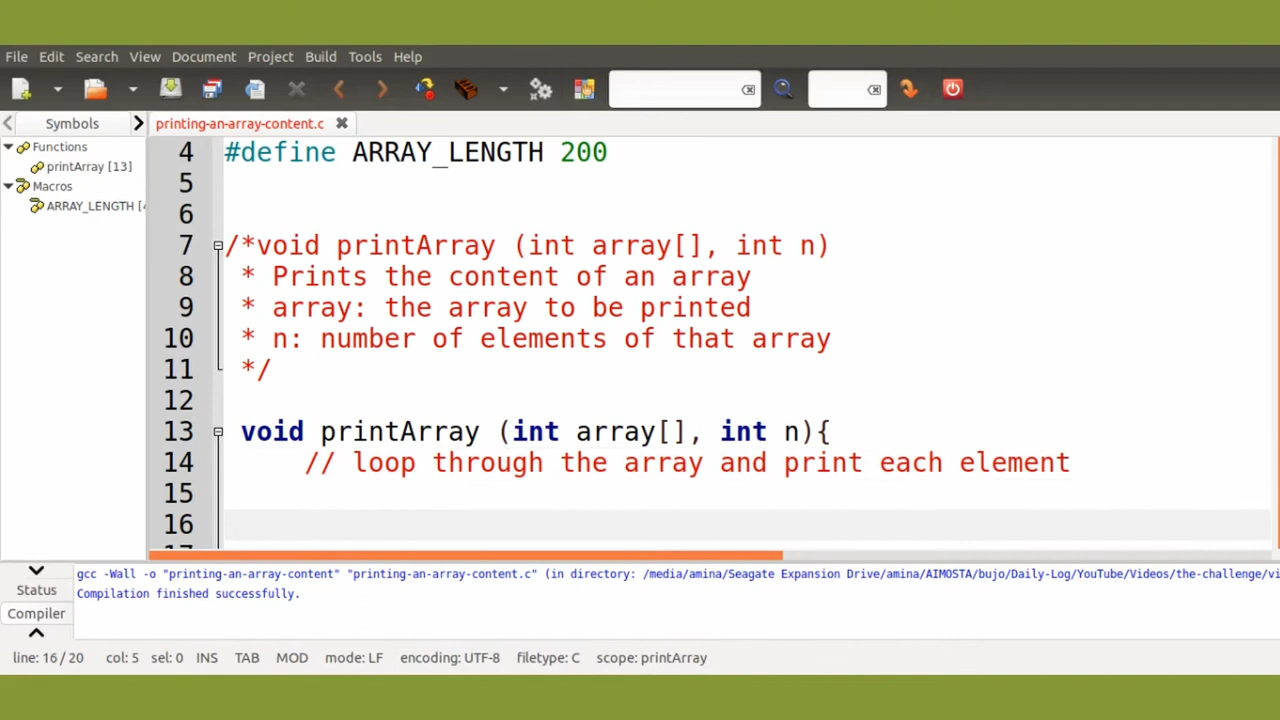 File Edit Search View Document Project Build Tools Help
Symbols printing-an-array-content.c
Functions
printArray [13]
Macros
ARRAY_LENGTH [4
4 #define ARRAY_LENGTH 200
5
6
7 /*void printArray (int array[], int n)
8 * Prints the content of an array
9 * array: the array to be printed
10 * n: number of elements of that array
11 */
12
13 void printArray (int array[], int n){
14 // loop through the array and print each element
15
16
Status
Compiler
gcc -Wall -o "printing-an-array-content" "printing-an-array-content.c" (in directory: /media/amina/Seagate Expansion Drive/amina/AIMOSTA/bujo/Daily-Log/YouTube/Videos/the-challenge/vi
Compilation finished successfully.
line: 16 / 20 col: 5 sel: 0 INS TAB MOD mode: LF encoding: UTF-8 filetype: C scope: printArray